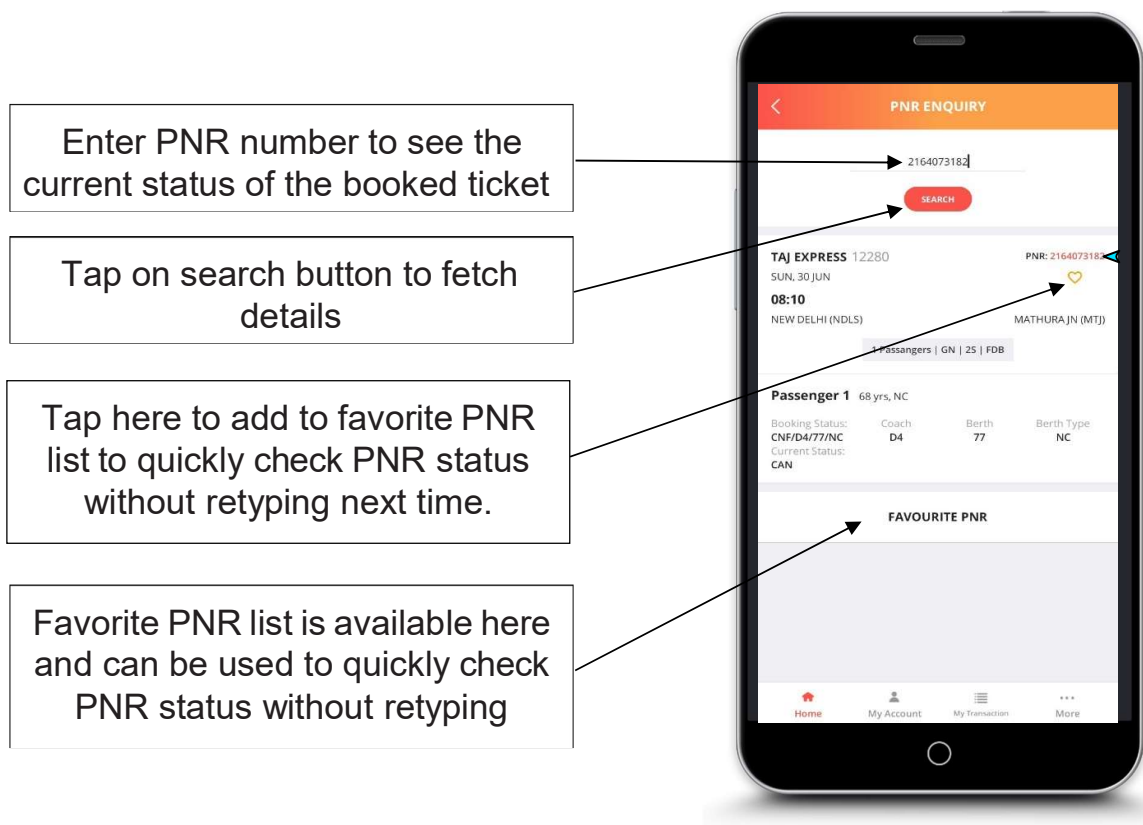 Enter PNR number to see the
current status of the booked ticket
Tap on search button to fetch
details
Tap here to add to favorite PNR
list to quickly check PNR status
without retyping next time.
Favorite PNR list is available here
and can be used to quickly check
PNR status without retyping
PNR ENQUIRY
2164073182
SEARCH
TAJ EXPRESS 12280 PNR: 2164073182
SUN, 30 JUN
08:10
NEW DELHI (NDLS) MATHURA JN (MTJ)
1 Passangers | GN | 2S | FDB
Passenger 1 68 yrs, NC
Booking Status: Coach Berth Berth Type
CNF/D4/77/NC D4 77 NC
Current Status:
CAN
FAVOURITE PNR
Home My Account My Transaction More